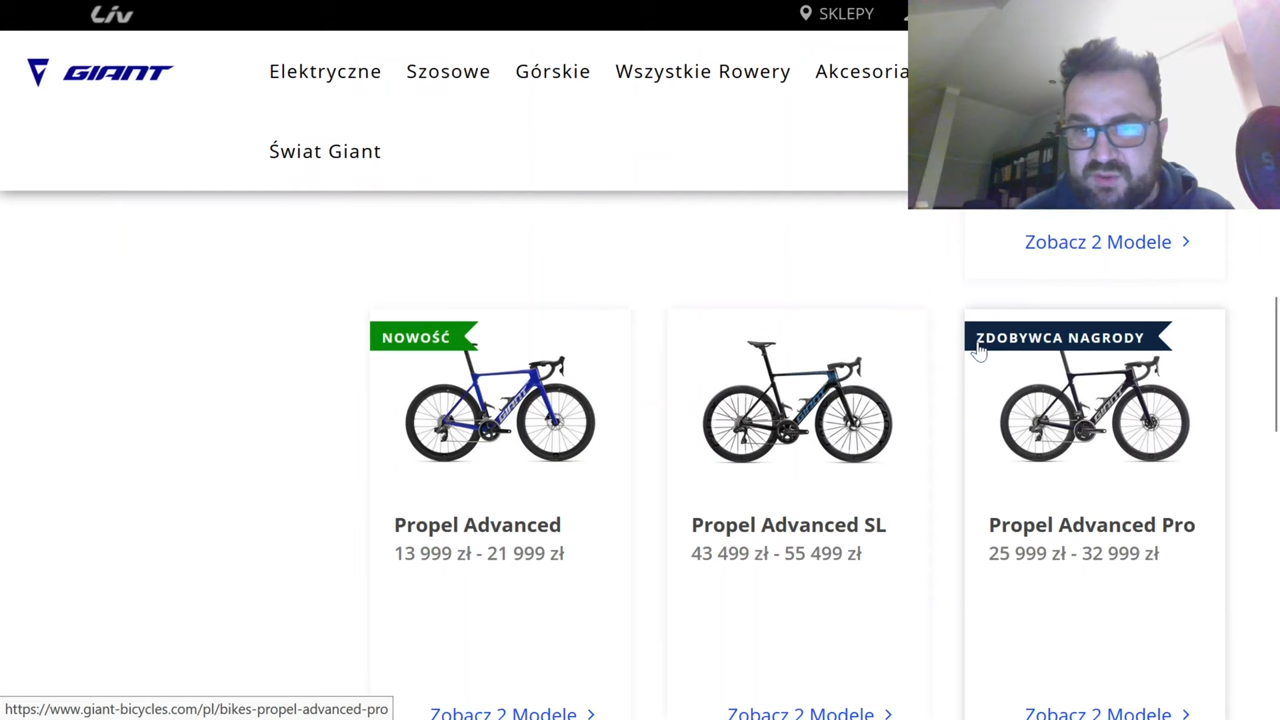 Liv
SKLEPY
GIANT
Elektryczne Szosowe Górskie Wszystkie Rowery Akcesoria
Świat Giant
Zobacz 2 Modele
NOWOŚĆ
ZDOBYWCA NAGRODY
GIANT
GIANT
GIANT
Propel Advanced
13 999 zł - 21 999 zł
Propel Advanced SL
43 499 zł - 55 499 zł
Propel Advanced Pro
25 999 zł - 32 999 zł
Zobacz 2 Modele
Zobacz 2 Modele
Zobacz 2 Modele
https://www.giant-bicycles.com/pl/bikes-propel-advanced-pro